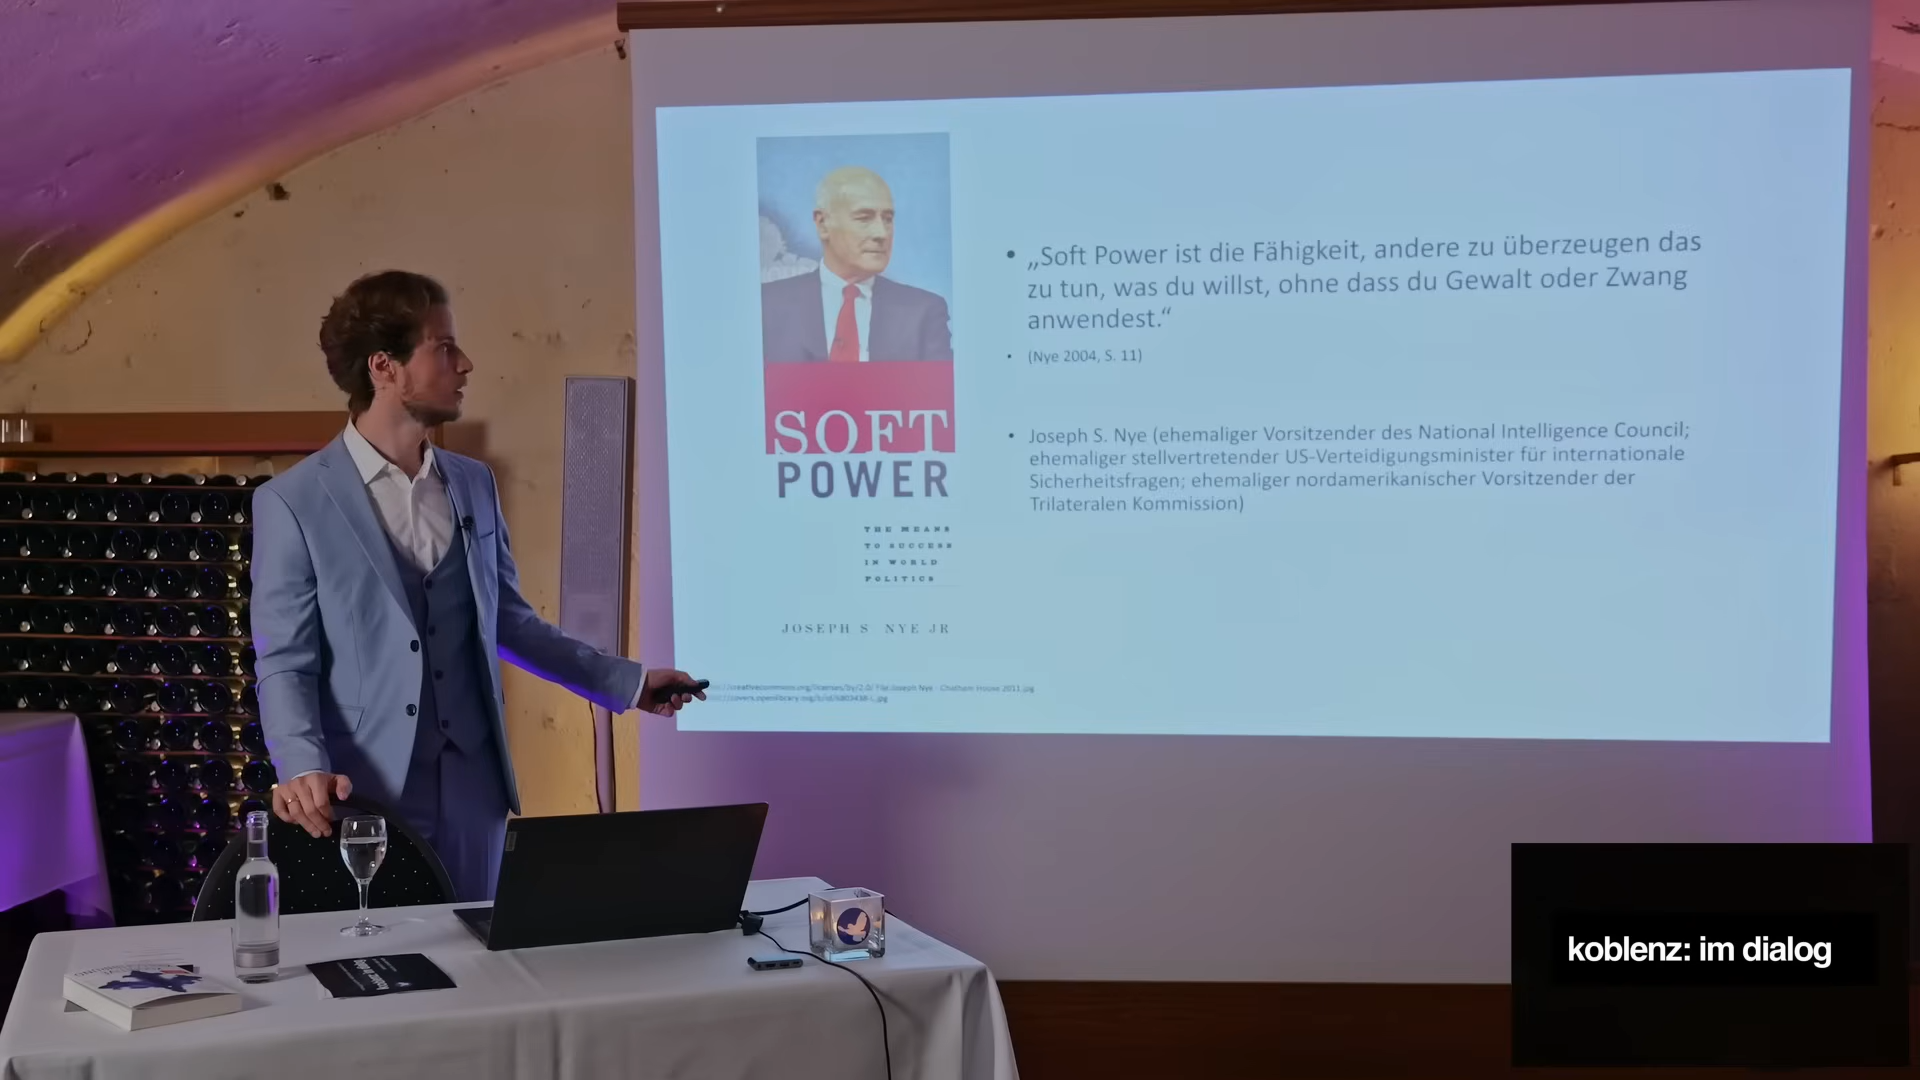 SOFT
POWER
THE MEANS
TO SUCCESS
IN WORLD
POLITICS
JOSEPH S. NYE JR
• „Soft Power ist die Fähigkeit, andere zu überzeugen das
zu tun, was du willst, ohne dass du Gewalt oder Zwang
anwendest.“
• (Nye 2004, S. 11)
• Joseph S. Nye (ehemaliger Vorsitzender des National Intelligence Council;
ehemaliger stellvertretender US-Verteidigungsminister für internationale
Sicherheitsfragen; ehemaliger nordamerikanischer Vorsitzender der
Trilateralen Kommission)
koblenz: im dialog